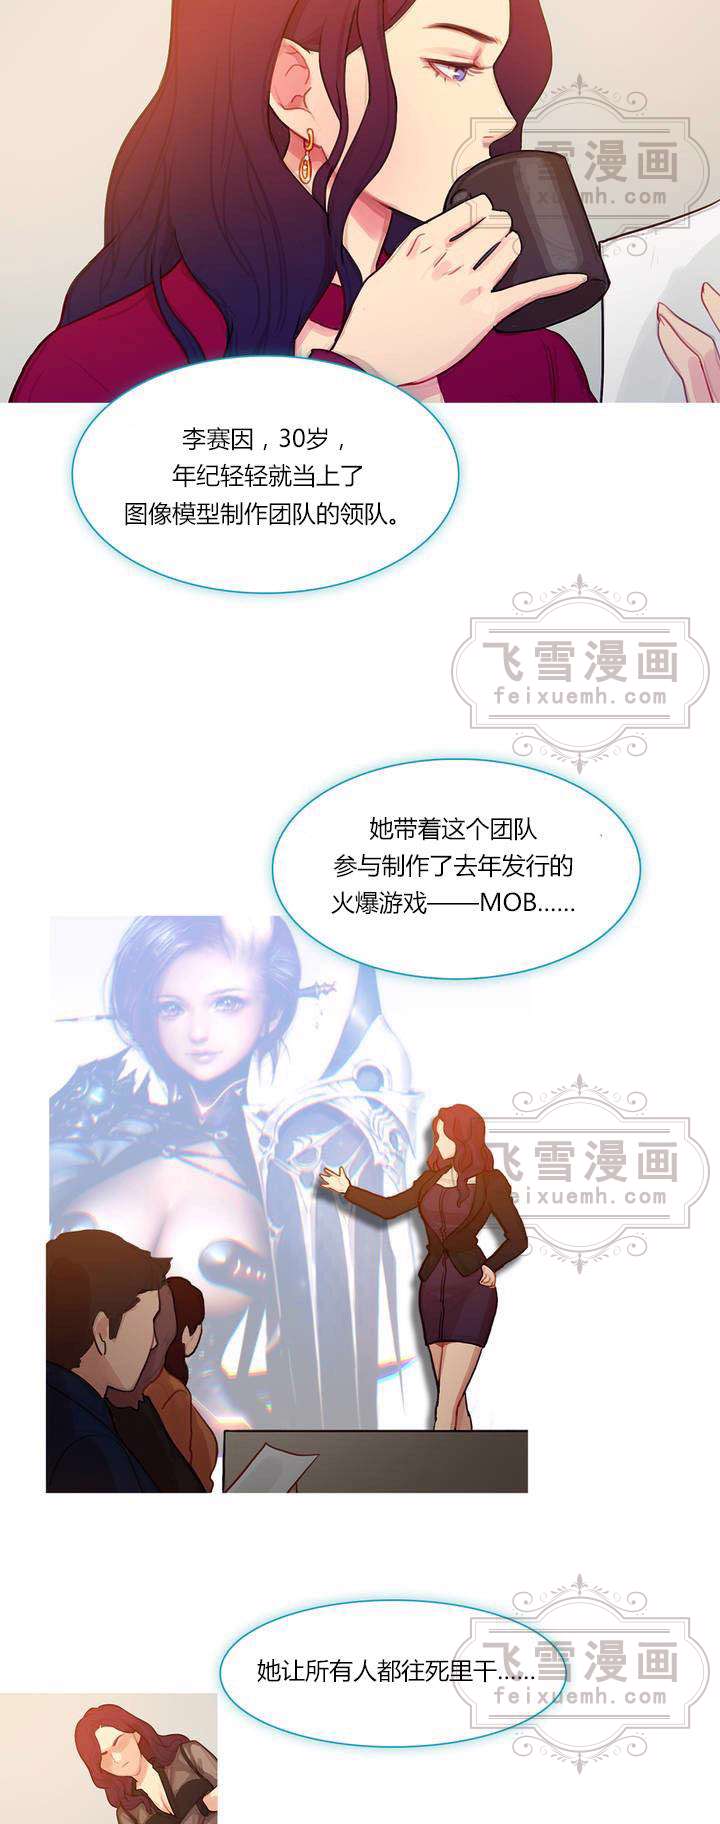 飞雪漫画
feixuemh.com
李赛因，30岁，
年纪轻轻就当上了
图像模型制作团队的领队。
飞雪漫画
feixuemh.com
她带着这个团队
参与制作了去年发行的
火爆游戏——MOB……
飞雪漫画
feixuemh.com
她让所有人都往死里干……
飞雪漫画
feixuemh.com